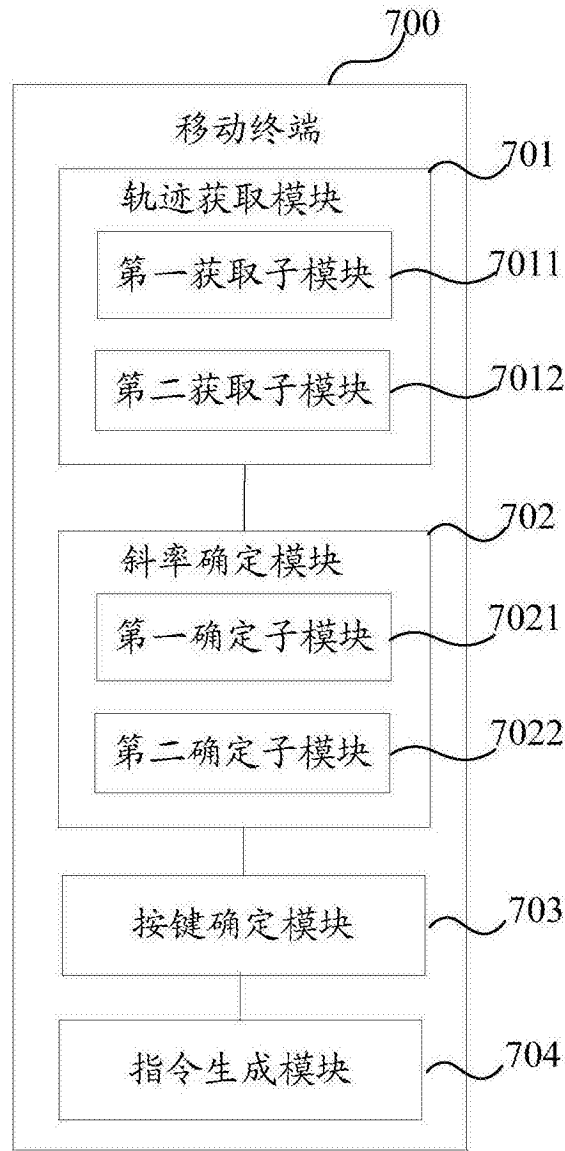 700
移动终端
701
轨迹获取模块
第一获取子模块
7011
第二获取子模块
7012
702
斜率确定模块
第一确定子模块
7021
第二确定子模块
7022
按键确定模块
703
指令生成模块
704